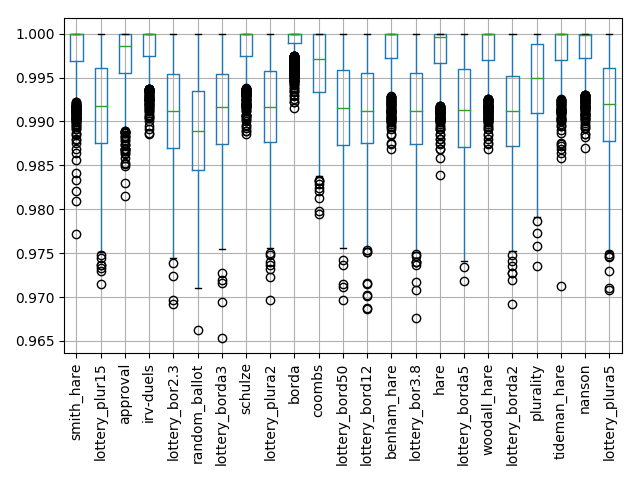 1.000
0.995
0.990
0.985
0.980
0.975
0.970
0.965
smith_hare
lottery_plur15
approval
irv-duels
lottery_bor2.3
random_ballot
lottery_borda3
schulze
lottery_plura2
borda
coombs
lottery_bord50
lottery_bord12
benham_hare
lottery_bor3.8
hare
lottery_borda5
woodall_hare
lottery_borda2
plurality
tideman_hare
nanson
lottery_plura5